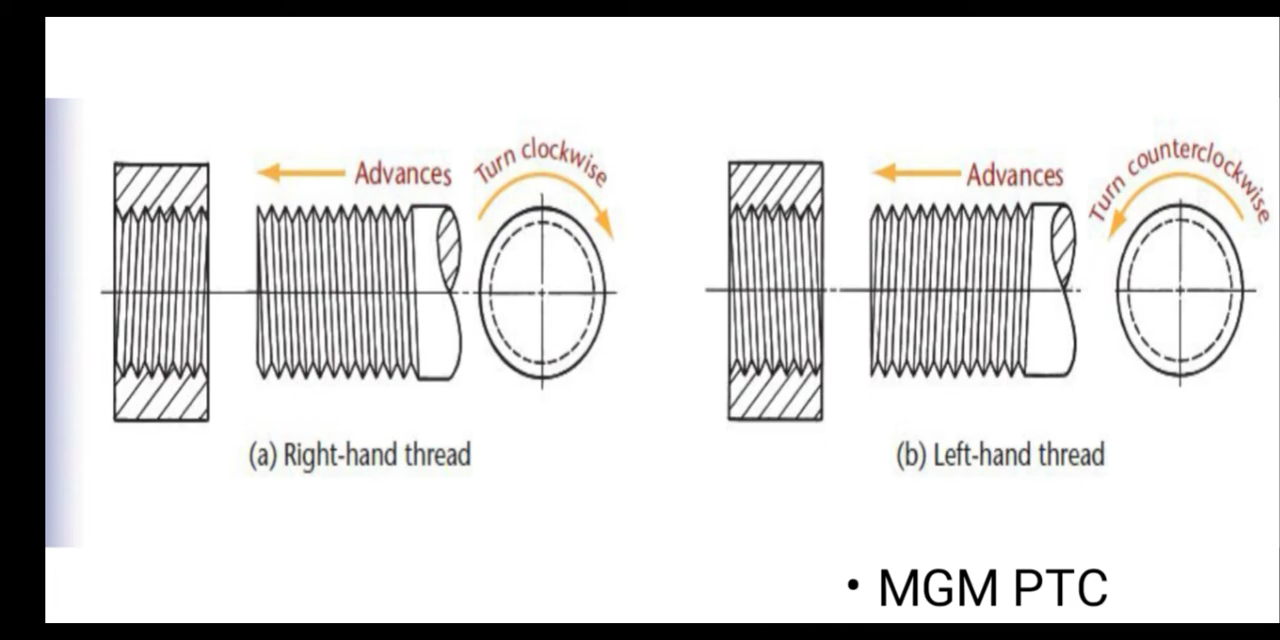 Advances
Turn clockwise
(a) Right-hand thread
Advances
Turn counterclockwise
(b) Left-hand thread
• MGM PTC